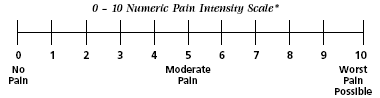 0 – 10 Numeric Pain Intensity Scale*
0 1 2 3 4 5 6 7 8 9 10
No Moderate Worst
Pain Pain Pain
Possible